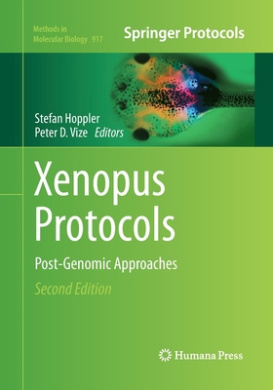 Methods in
Molecular Biology 917
Springer Protocols
Stefan Hoppler
Peter D. Vize Editors
Xenopus
Protocols
Post-Genomic Approaches
Second Edition
Humana Press